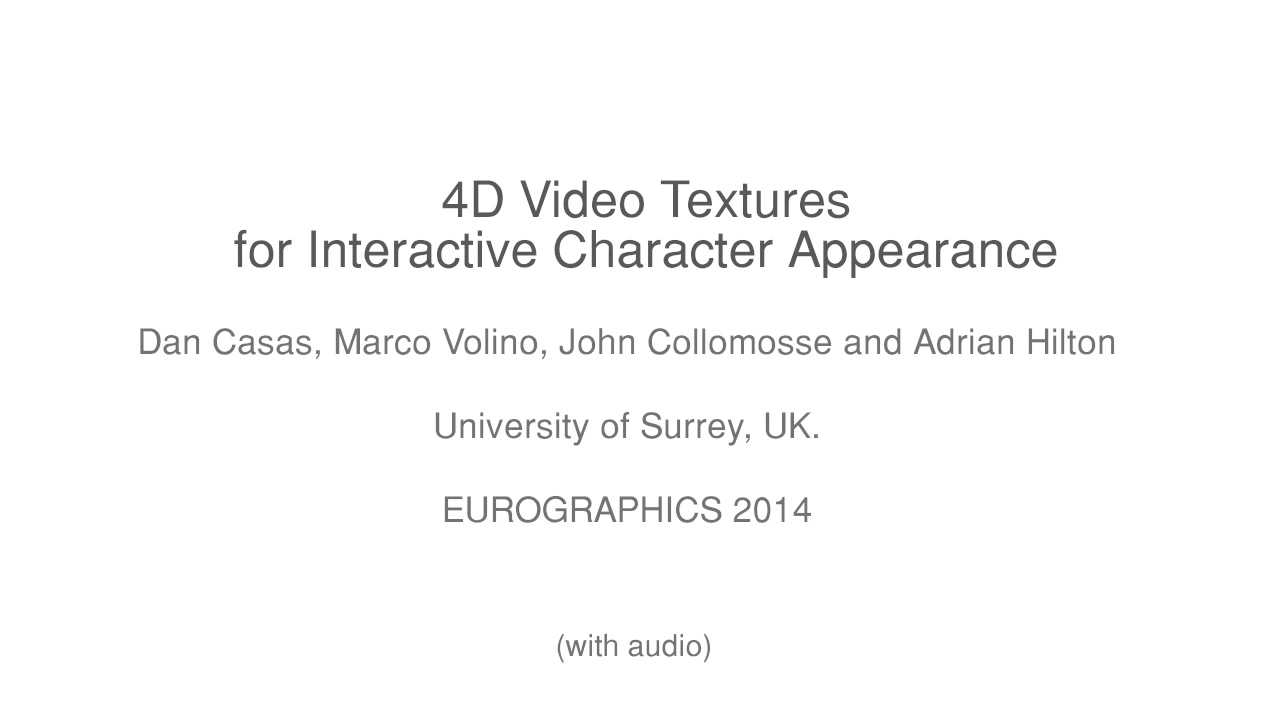 4D Video Textures
for Interactive Character Appearance
Dan Casas, Marco Volino, John Collomosse and Adrian Hilton
University of Surrey, UK.
EUROGRAPHICS 2014
(with audio)